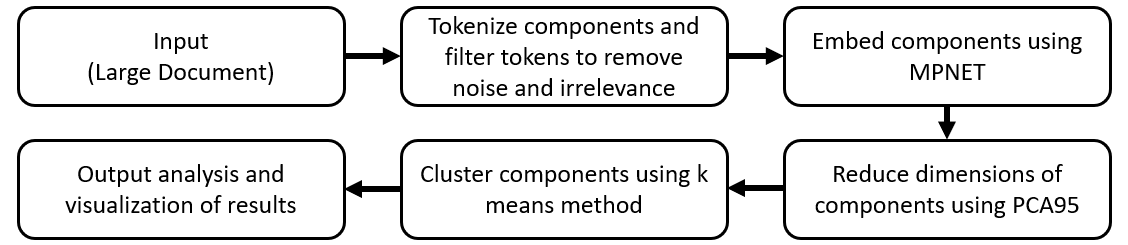 Input
(Large Document)
Tokenize components and
filter tokens to remove
noise and irrelevance
Embed components using
MPNET
Reduce dimensions of
components using PCA95
Cluster components using k
means method
Output analysis and
visualization of results